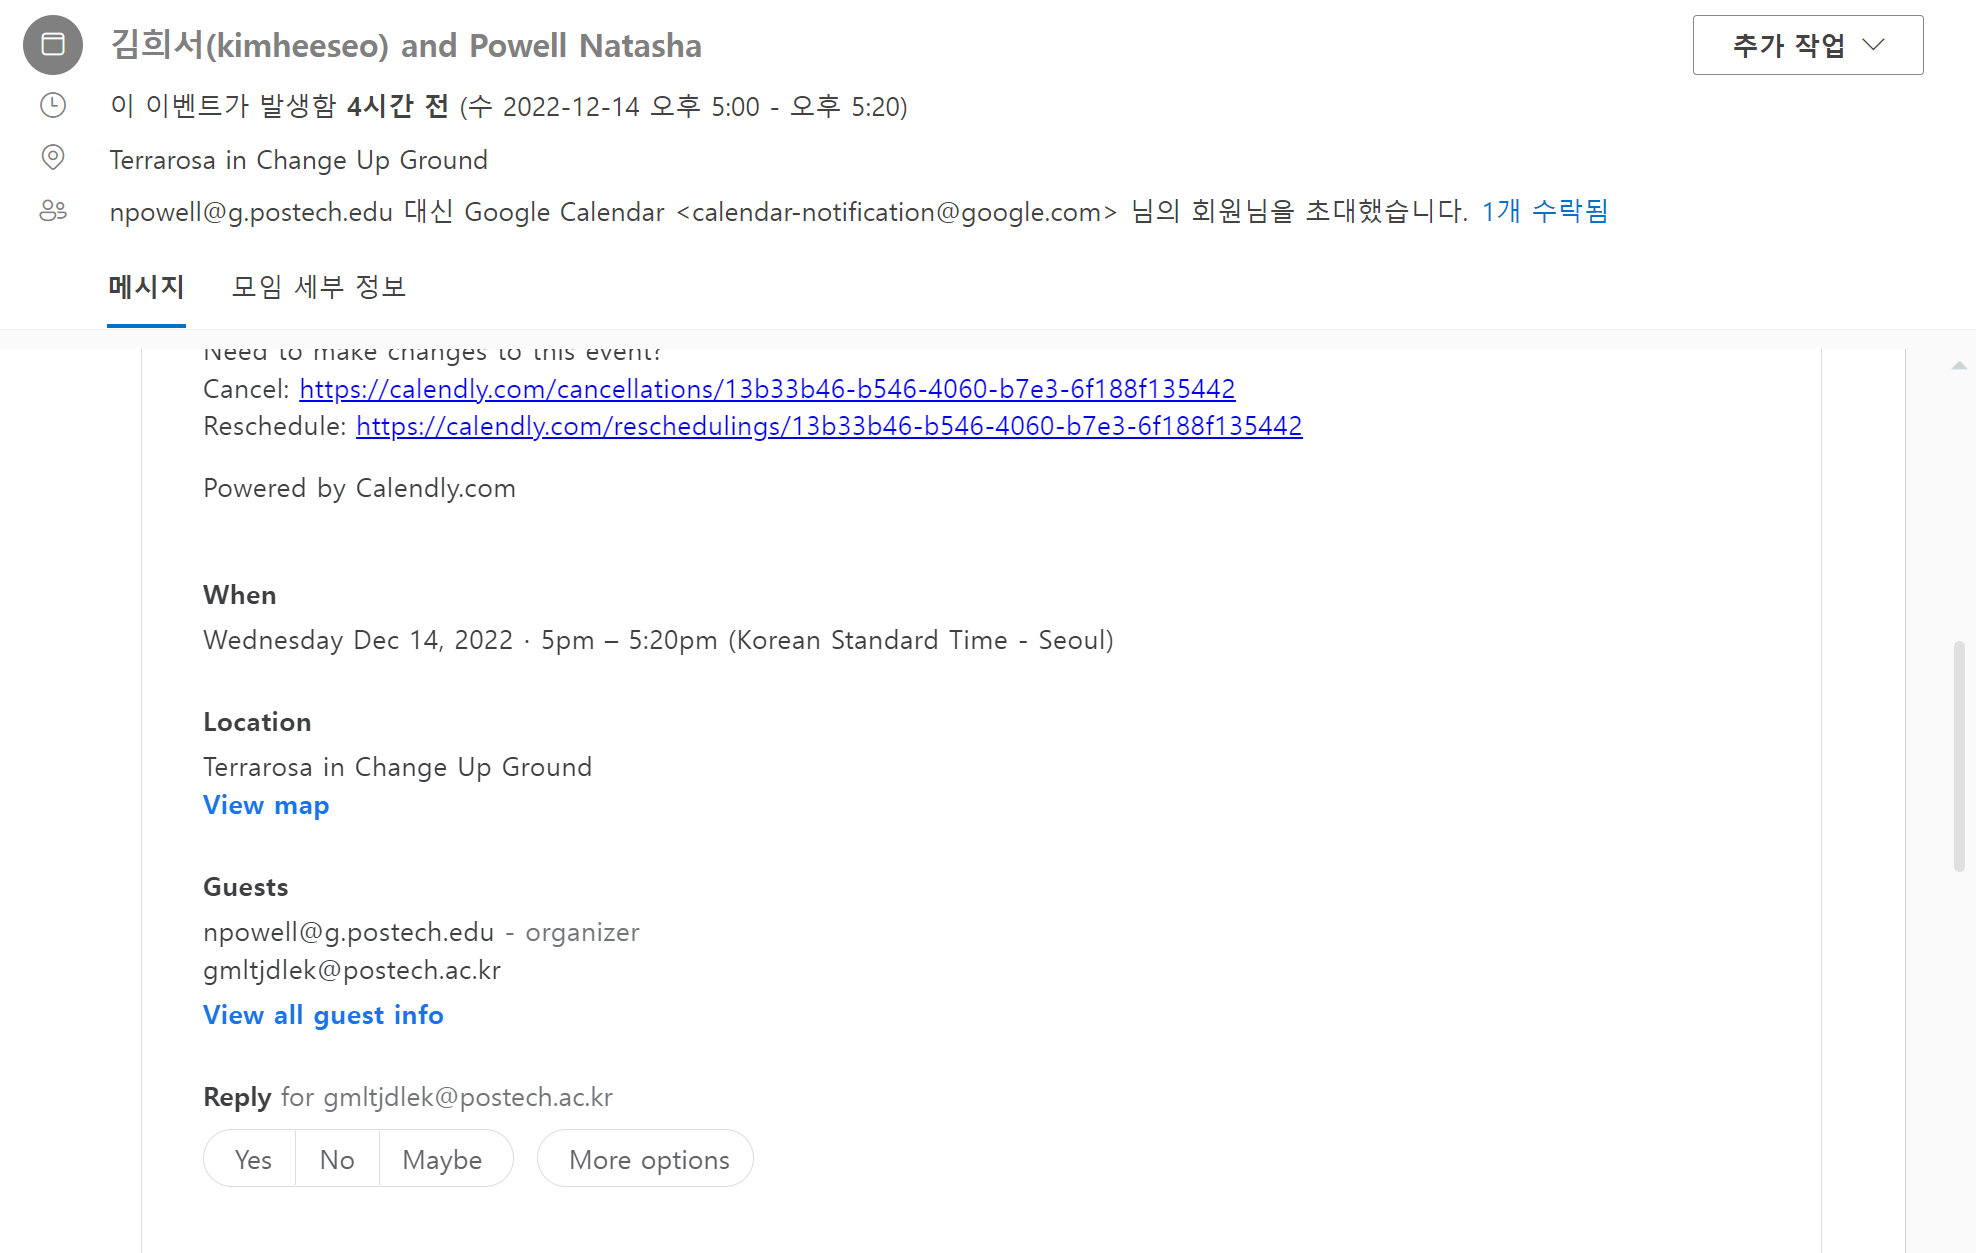 김희서(kimheeseo) and Powell Natasha
추가 작업
이 이벤트가 발생함 4시간 전 (수 2022-12-14 오후 5:00 - 오후 5:20)
Terrarosa in Change Up Ground
npowell@g.postech.edu 대신 Google Calendar <calendar-notification@google.com> 님의 회원님을 초대했습니다. 1개 수락됨
메시지 모임 세부 정보
Need to make changes to this event?
Cancel: https://calendly.com/cancellations/13b33b46-b546-4060-b7e3-6f188f135442
Reschedule: https://calendly.com/reschedulings/13b33b46-b546-4060-b7e3-6f188f135442
Powered by Calendly.com
When
Wednesday Dec 14, 2022 · 5pm – 5:20pm (Korean Standard Time - Seoul)
Location
Terrarosa in Change Up Ground
View map
Guests
npowell@g.postech.edu - organizer
gmltjdlek@postech.ac.kr
View all guest info
Reply for gmltjdlek@postech.ac.kr
Yes No Maybe More options